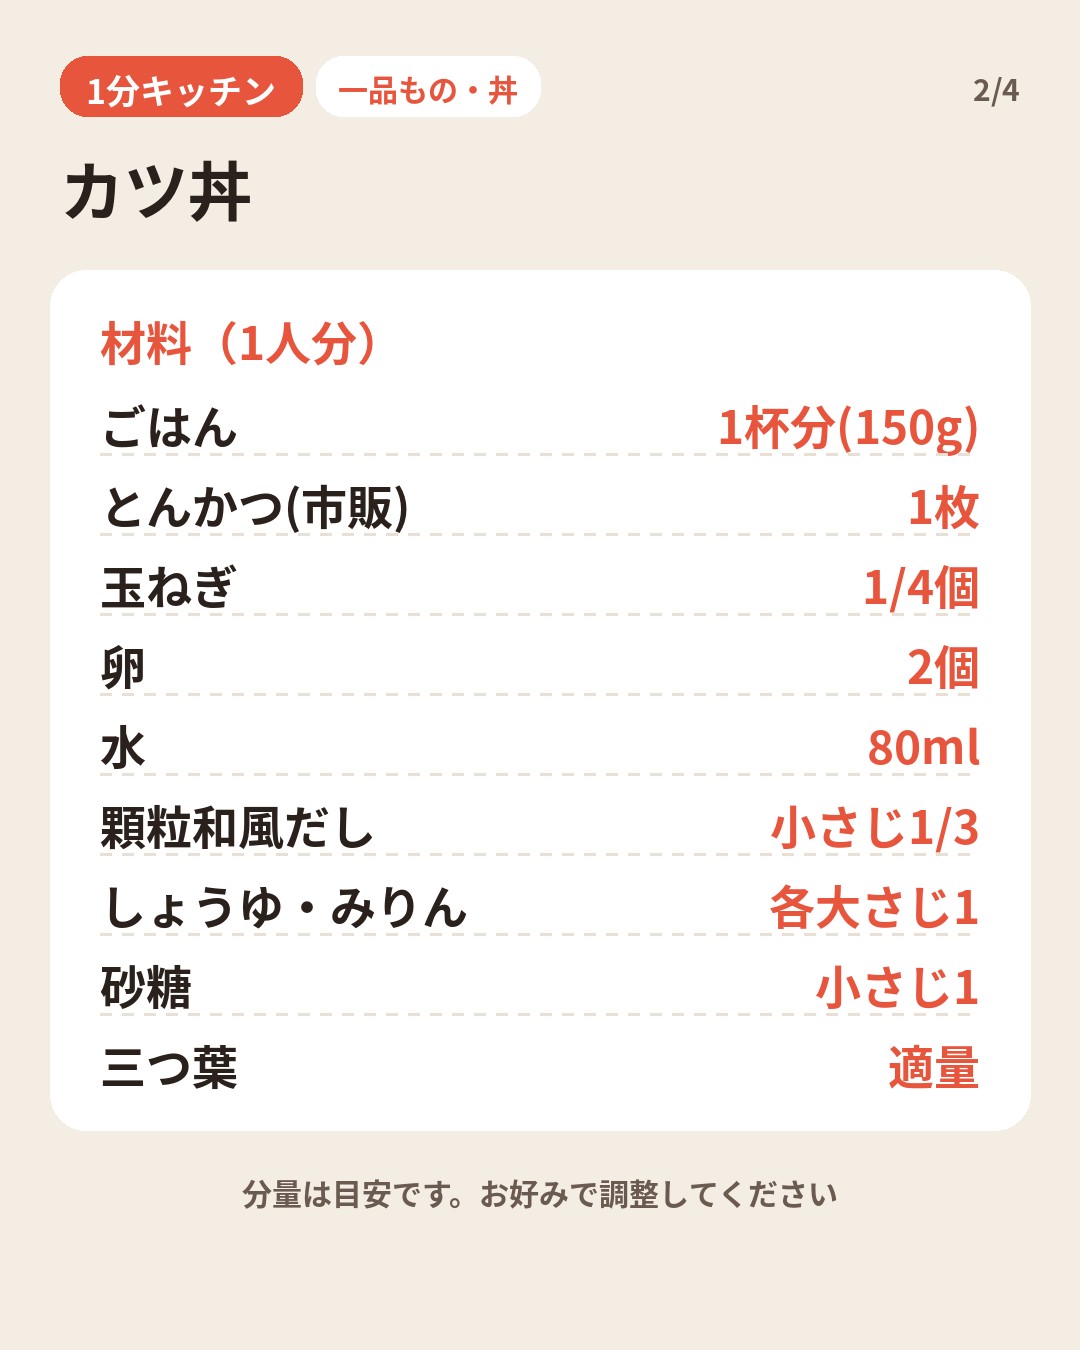 1分キッチン 一品もの・丼 2/4
カツ丼
材料（1人分）
ごはん 1杯分(150g)
とんかつ(市販) 1枚
玉ねぎ 1/4個
卵 2個
水 80ml
顆粒和風だし 小さじ1/3
しょうゆ・みりん 各大さじ1
砂糖 小さじ1
三つ葉 適量
分量は目安です。お好みで調整してください